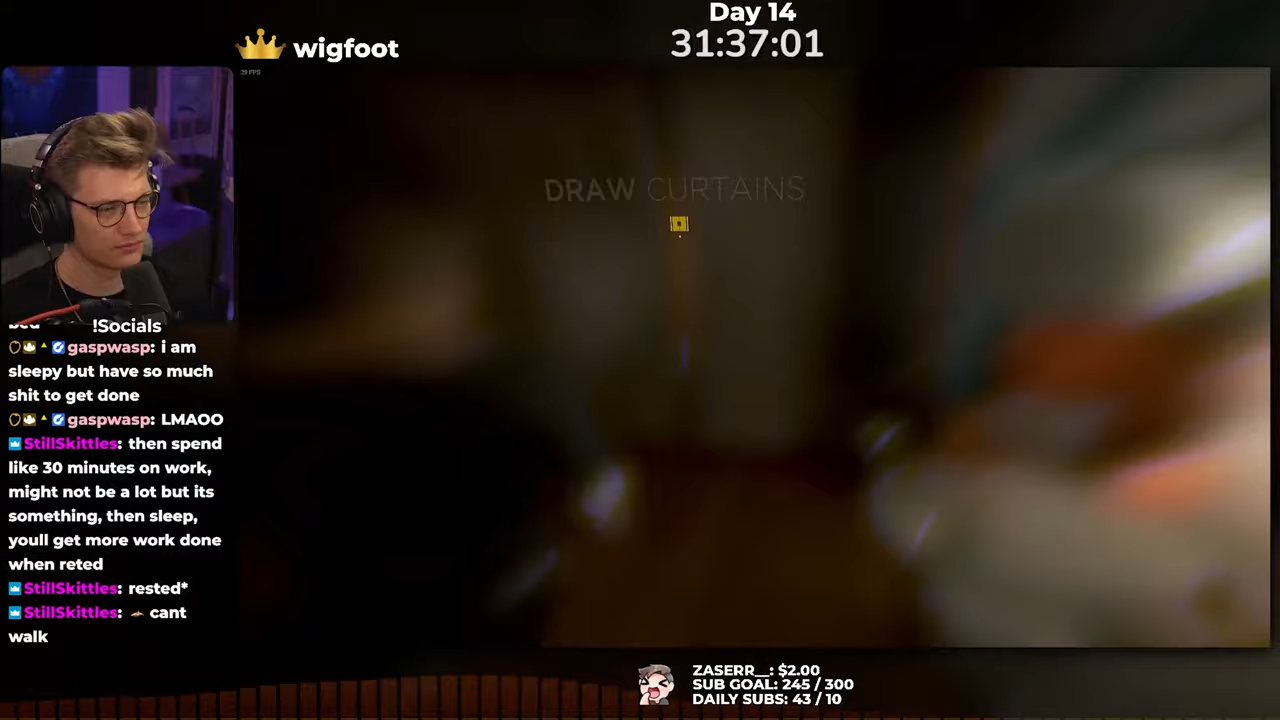 Day 14
31:37:01
wigfoot
29 FPS
DRAW CURTAINS
!Socials
gaspwasp: i am
sleepy but have so much
shit to get done
gaspwasp: LMAOO
StillSkittles: then spend
like 30 minutes on work,
might not be a lot but its
something, then sleep,
youll get more work done
when reted
StillSkittles: rested*
StillSkittles: cant
walk
ZASERR__: $2.00
SUB GOAL: 245 / 300
DAILY SUBS: 43 / 10